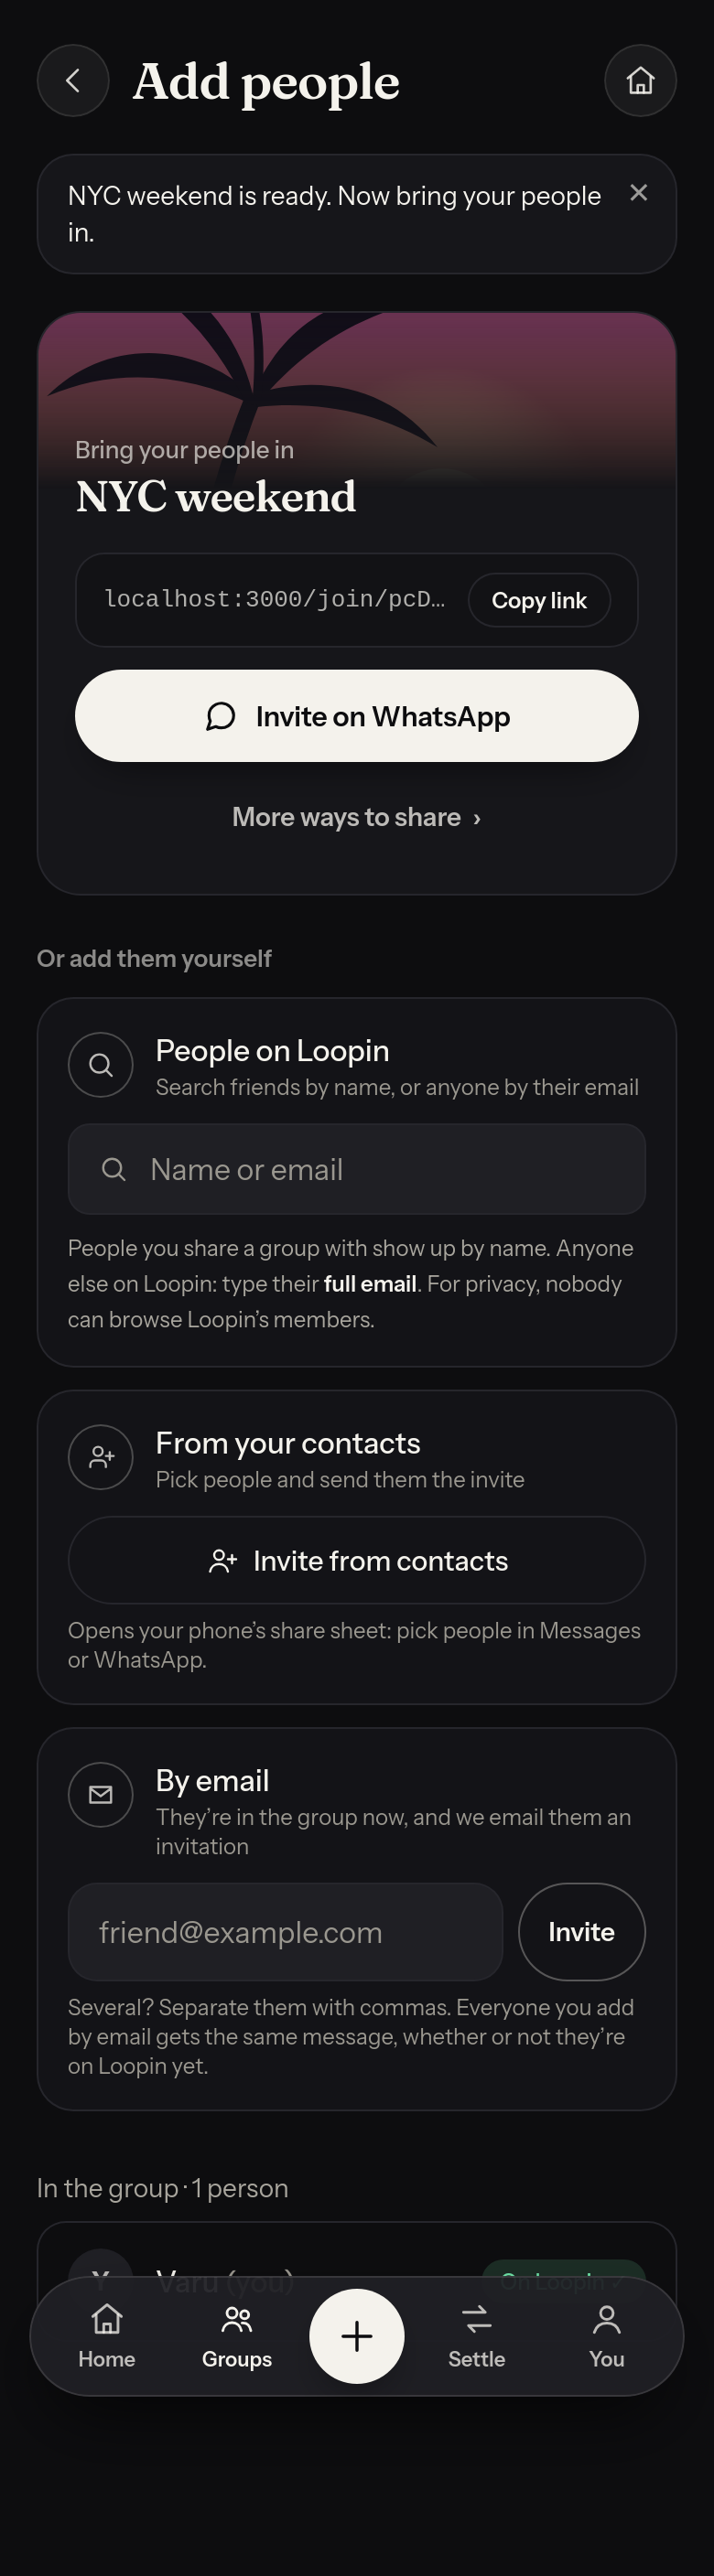 Add people
NYC weekend is ready. Now bring your people
in.
Bring your people in
NYC weekend
localhost:3000/join/pcD…
Copy link
Invite on WhatsApp
More ways to share ›
Or add them yourself
People on Loopin
Search friends by name, or anyone by their email
Name or email
People you share a group with show up by name. Anyone
else on Loopin: type their full email. For privacy, nobody
can browse Loopin’s members.
From your contacts
Pick people and send them the invite
Invite from contacts
Opens your phone’s share sheet: pick people in Messages
or WhatsApp.
By email
They’re in the group now, and we email them an
invitation
friend@example.com
Invite
Several? Separate them with commas. Everyone you add
by email gets the same message, whether or not they’re
on Loopin yet.
In the group · 1 person
Varu (you)
On Loopin ✓
Home
Groups
Settle
You